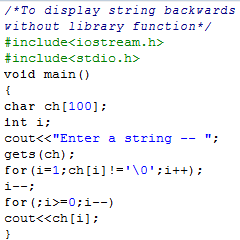 /*To display string backwards
without library function*/
#include<iostream.h>
#include<stdio.h>
void main()
{
char ch[100];
int i;
cout<<"Enter a string -- ";
gets(ch);
for(i=1;ch[i]!='\0';i++);
i--;
for(;i>=0;i--)
cout<<ch[i];
}